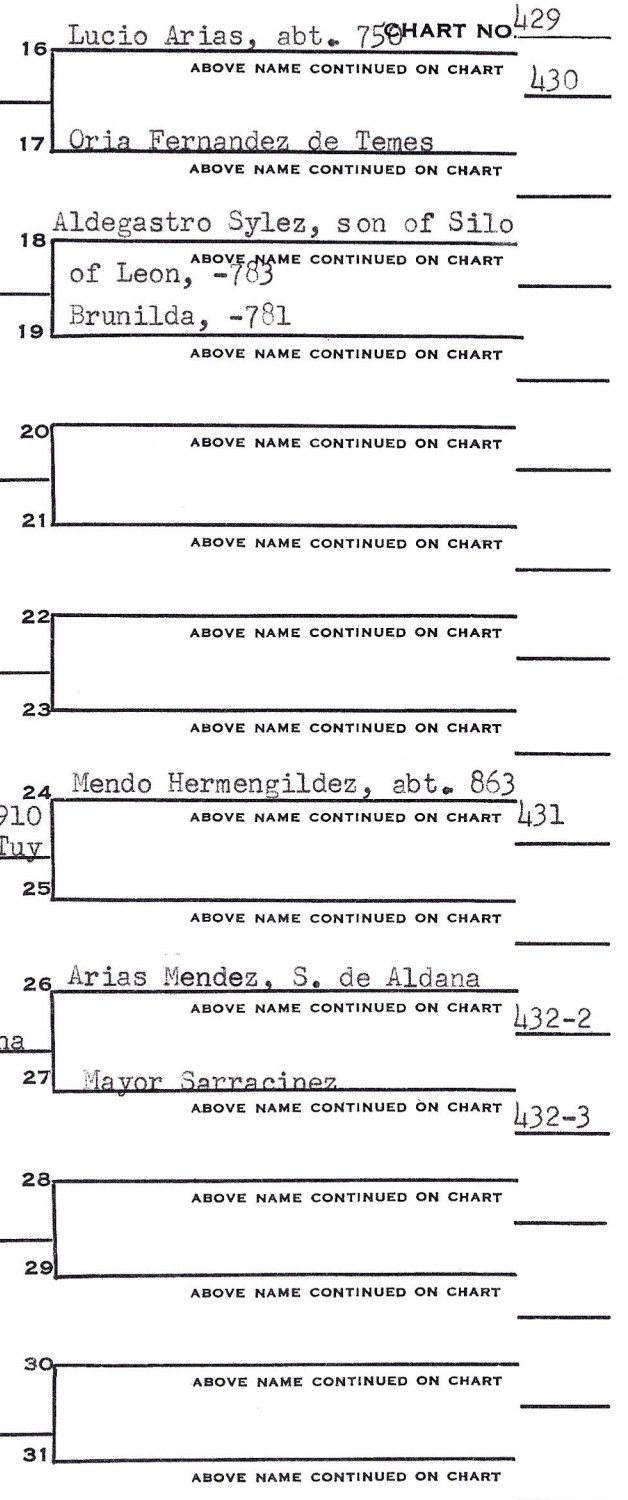 Lucio Arias, abt. 750 CHART NO. 429
16
ABOVE NAME CONTINUED ON CHART 430
17 Oria Fernandez de Temes
ABOVE NAME CONTINUED ON CHART
Aldegastro Sylez, son of Silo
18
ABOVE NAME CONTINUED ON CHART
of Leon, -783
Brunilda, -781
19
ABOVE NAME CONTINUED ON CHART
20
ABOVE NAME CONTINUED ON CHART
21
ABOVE NAME CONTINUED ON CHART
22
ABOVE NAME CONTINUED ON CHART
23
ABOVE NAME CONTINUED ON CHART
24 Mendo Hermengildez, abt. 863
910 ABOVE NAME CONTINUED ON CHART 431
Tuy
25
ABOVE NAME CONTINUED ON CHART
26 Arias Mendez, S. de Aldana
ABOVE NAME CONTINUED ON CHART 432-2
na
27 Mayor Sarracinez
ABOVE NAME CONTINUED ON CHART 432-3
28
ABOVE NAME CONTINUED ON CHART
29
ABOVE NAME CONTINUED ON CHART
30
ABOVE NAME CONTINUED ON CHART
31
ABOVE NAME CONTINUED ON CHART